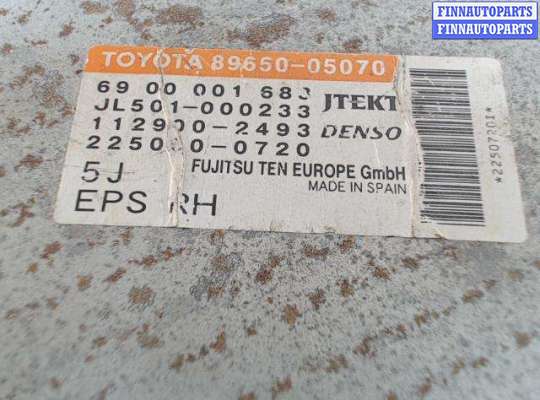 FINNAUTOPARTS
FINNAUTOPARTS
TOYOTA 89650-05070
69 00 001 683
JL501-000233 JTEKT
112900-2493 DENSO
225000-0720
5J FUJITSU TEN EUROPE GmbH
MADE IN SPAIN
EPS RH